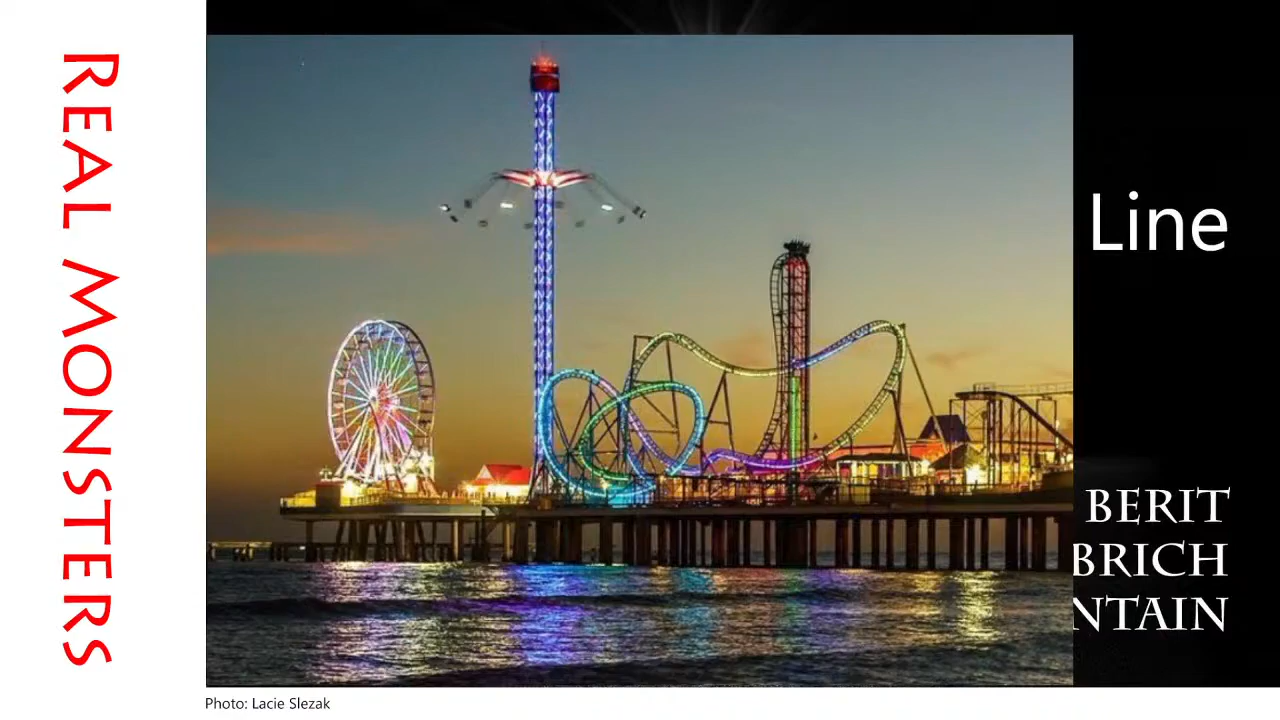 REAL MONSTERS
Line
BERIT
BRICH
NTAIN
Photo: Lacie Slezak